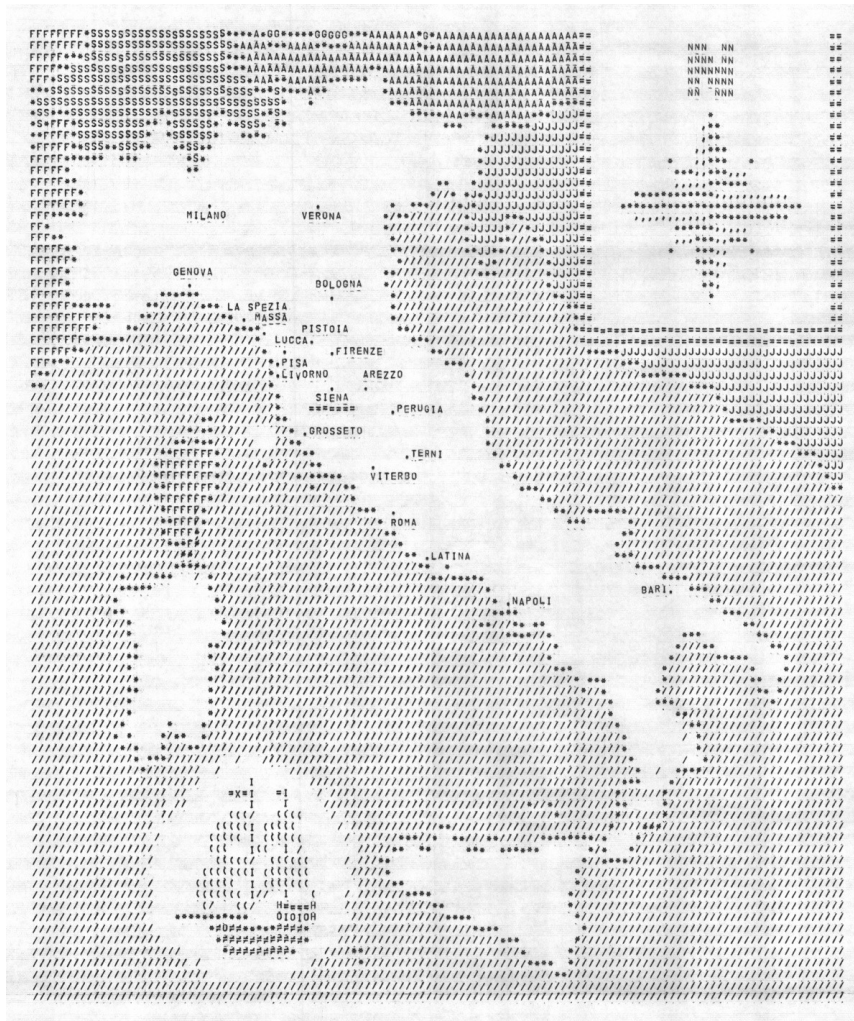 MILANO VERONA
GENOVA
BOLOGNA
LA SPEZIA
MASSA
PISTOIA
LUCCA
FIRENZE
PISA
LIVORNO AREZZO
SIENA
PERUGIA
GROSSETO
TERNI
VITERBO
ROMA
LATINA
BARI
NAPOLI